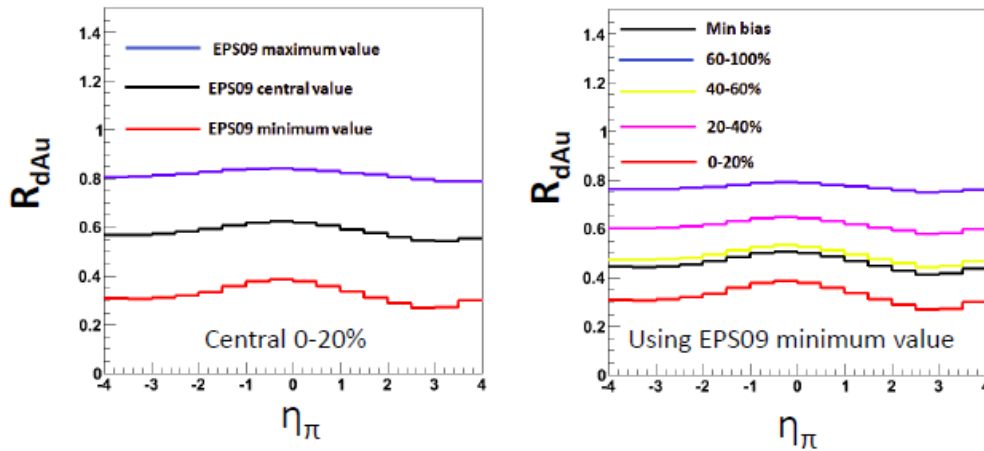 1.4
1.2
1
0.8
0.6
0.4
0.2
0
R_dAu
EPS09 maximum value
EPS09 central value
EPS09 minimum value
Central 0-20%
-4 -3 -2 -1 0 1 2 3 4
η_π
1.4
1.2
1
0.8
0.6
0.4
0.2
0
R_dAu
Min bias
60-100%
40-60%
20-40%
0-20%
Using EPS09 minimum value
-4 -3 -2 -1 0 1 2 3 4
η_π